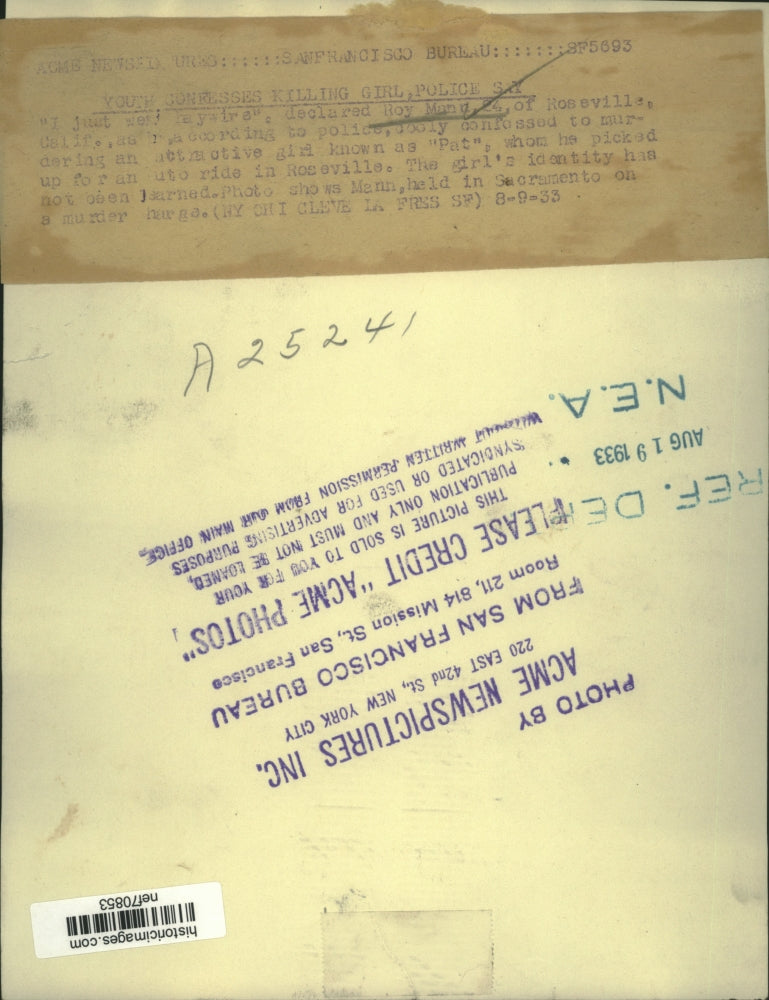 ACME NEWSPICTURES::::::SANFRANCISCO BUREAU:::::::SF5693
YOUTH CONFESSES KILLING GIRL,POLICE SAY
"I just went haywire", declared Roy Mann, 24, of Roseville,
Calif.,as according to police,cooly confessed to mur-
dering an attractive girl known as "Pat", whom he picked
up for an uto ride in Roseville. The girl's identity has
not been learned.Photo shows Mann,held in Sacramento on
a murder harge.(NY CHI CLEVE LA FRES SF) 8-9-33
A 25241
N.E.A.
AUG 19 1933
REF. DE
PHOTO BY
ACME NEWSPICTURES INC.
220 EAST 42nd St., NEW YORK CITY
FROM SAN FRANCISCO BUREAU
Room 211, 814 Mission St., San Francisco
"PLEASE CREDIT "ACME PHOTOS",
THIS PICTURE IS SOLD TO YOU FOR YOUR
PUBLICATION ONLY AND MUST NOT BE LOANED,
SYNDICATED OR USED FOR ADVERTISING PURPOSES
WITHOUT WRITTEN PERMISSION FROM OUR MAIN OFFICE.
historicimages.com
nef70853